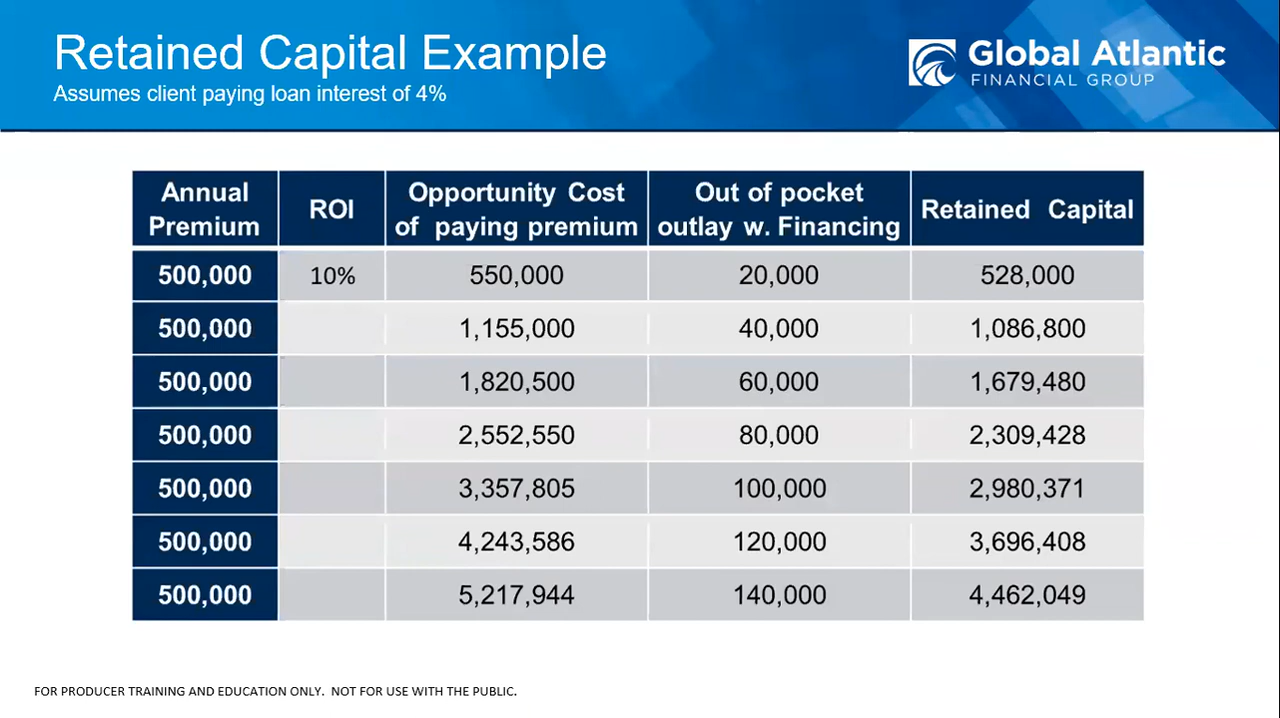 Retained Capital Example
Assumes client paying loan interest of 4%
Global Atlantic
FINANCIAL GROUP
Annual Premium ROI Opportunity Cost of paying premium Out of pocket outlay w. Financing Retained Capital
500,000 10% 550,000 20,000 528,000
500,000 1,155,000 40,000 1,086,800
500,000 1,820,500 60,000 1,679,480
500,000 2,552,550 80,000 2,309,428
500,000 3,357,805 100,000 2,980,371
500,000 4,243,586 120,000 3,696,408
500,000 5,217,944 140,000 4,462,049
FOR PRODUCER TRAINING AND EDUCATION ONLY. NOT FOR USE WITH THE PUBLIC.